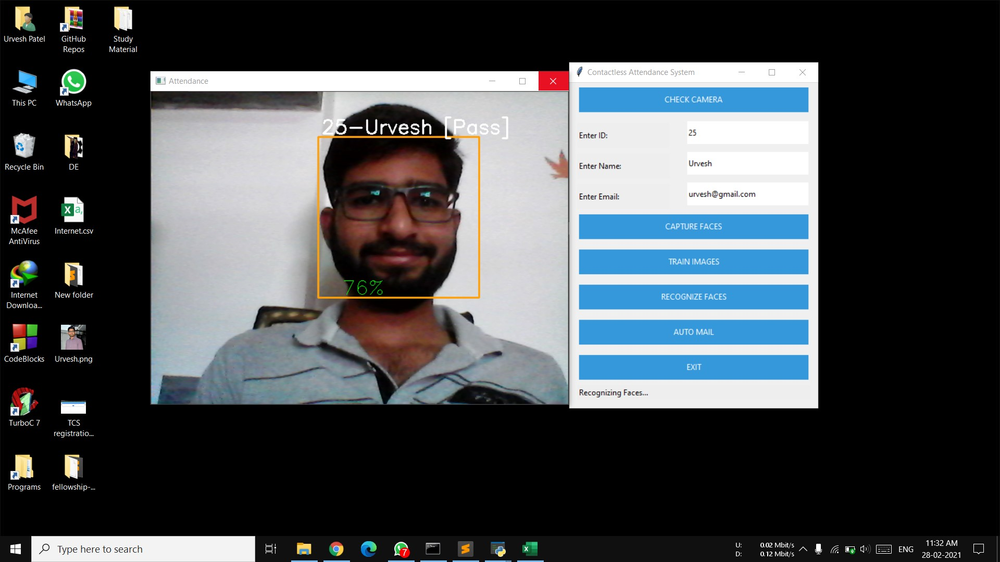 Urvesh Patel
GitHub
Repos
Study
Material
This PC
WhatsApp
Recycle Bin
DE
McAfee
AntiVirus
Internet.csv
Internet
Downloa...
New folder
CodeBlocks
Urvesh.png
TurboC 7
TCS
registratio...
Programs
fellowship-...
Attendance
25-Urvesh [Pass]
76%
Contactless Attendance System
CHECK CAMERA
Enter ID:
25
Enter Name:
Urvesh
Enter Email:
urvesh@gmail.com
CAPTURE FACES
TRAIN IMAGES
RECOGNIZE FACES
AUTO MAIL
EXIT
Recognizing Faces...
Type here to search
7
U: 0.02 Mbit/s
D: 0.12 Mbit/s
ENG
11:32 AM
28-02-2021